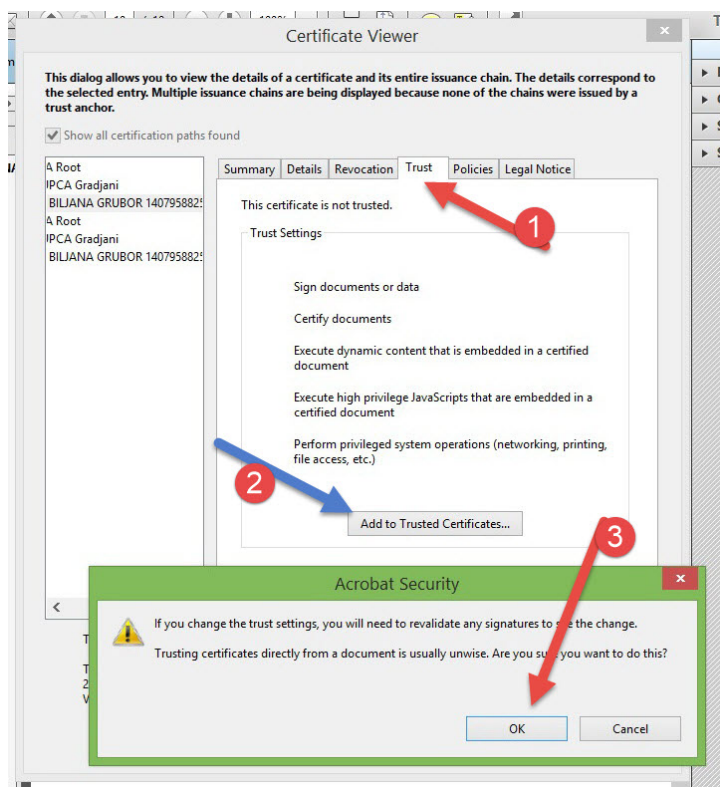 Certificate Viewer
This dialog allows you to view the details of a certificate and its entire issuance chain. The details correspond to
the selected entry. Multiple issuance chains are being displayed because none of the chains were issued by a
trust anchor.
Show all certification paths found
A Root
IPCA Gradjani
BILJANA GRUBOR 140795882
A Root
IPCA Gradjani
BILJANA GRUBOR 140795882
Summary Details Revocation Trust Policies Legal Notice
1
This certificate is not trusted.
Trust Settings
Sign documents or data
Certify documents
Execute dynamic content that is embedded in a certified
document
Execute high privilege JavaScripts that are embedded in a
certified document
Perform privileged system operations (networking, printing,
file access, etc.)
2
Add to Trusted Certificates...
3
Acrobat Security
If you change the trust settings, you will need to revalidate any signatures to see the change.
Trusting certificates directly from a document is usually unwise. Are you sure you want to do this?
OK Cancel